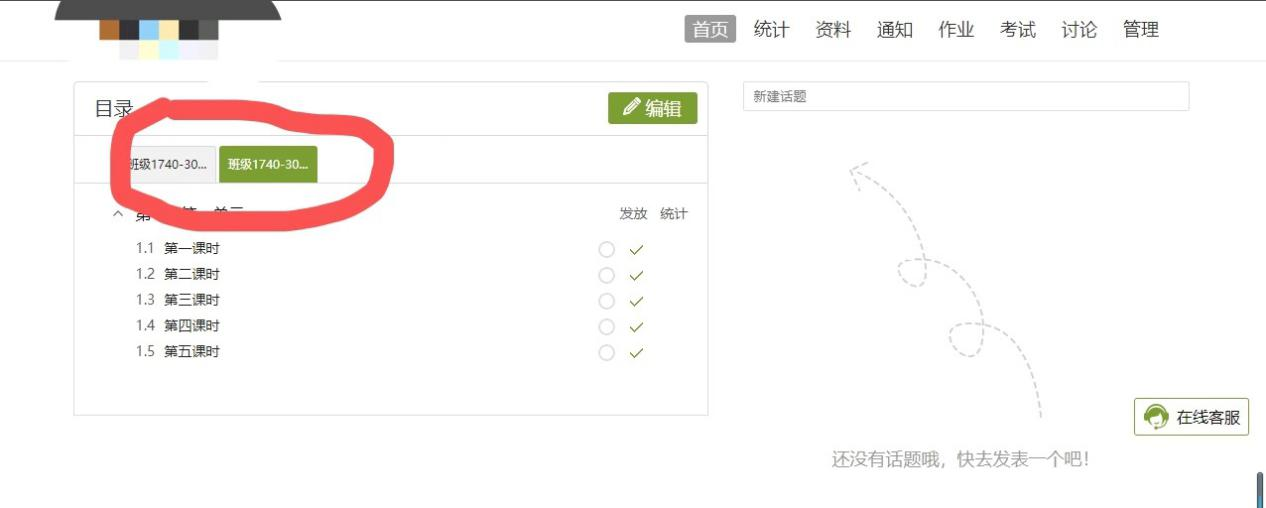 首页 统计 资料 通知 作业 考试 讨论 管理
目录 编辑
新建话题
班级1740-30... 班级1740-30...
发放 统计
1.1 第一课时
1.2 第二课时
1.3 第三课时
1.4 第四课时
1.5 第五课时
在线客服
还没有话题哦，快去发表一个吧！